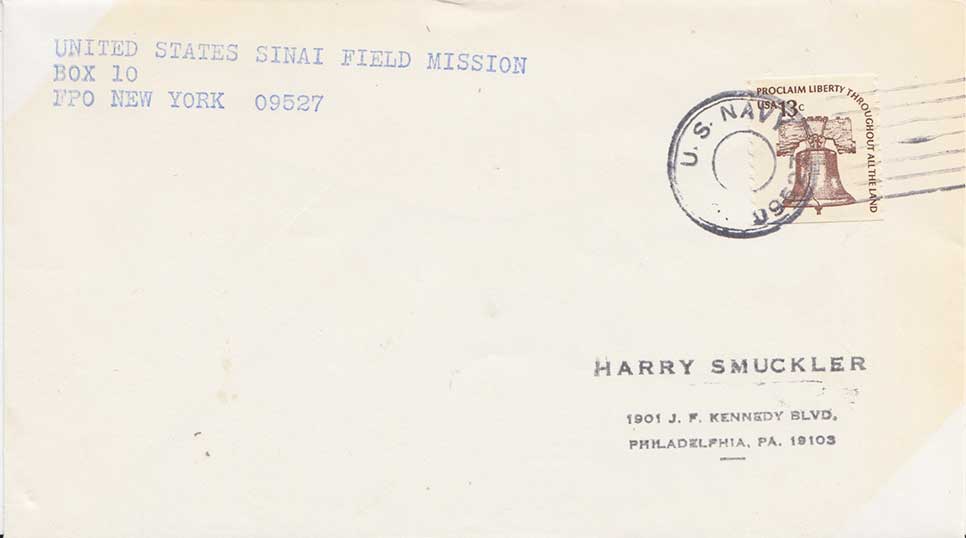 UNITED STATES SINAI FIELD MISSION
BOX 10
FPO NEW YORK 09527
PROCLAIM LIBERTY THROUGHOUT ALL THE LAND
USA 13c
U.S. NAVY
HARRY SMUCKLER
1901 J. F. KENNEDY BLVD.
PHILADELPHIA, PA. 19103